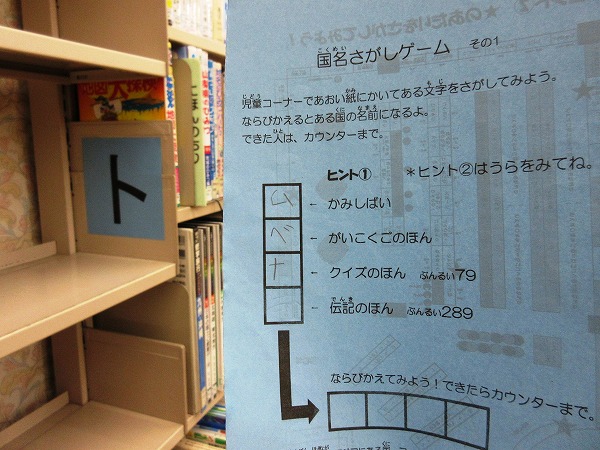 国名さがしゲーム その1
児童コーナーであおい紙にかいてある文字をさがしてみよう。
ならびかえるとある国の名前になるよ。
できた人は、カウンターまで。
ヒント① *ヒント②はうらをみてね。
ム ← かみしばい
ベ ← がいこくごのほん
ナ ← クイズのほん ぶんるい79
← 伝記のほん ぶんるい289
ならびかえてみよう！できたらカウンターまで。
ト